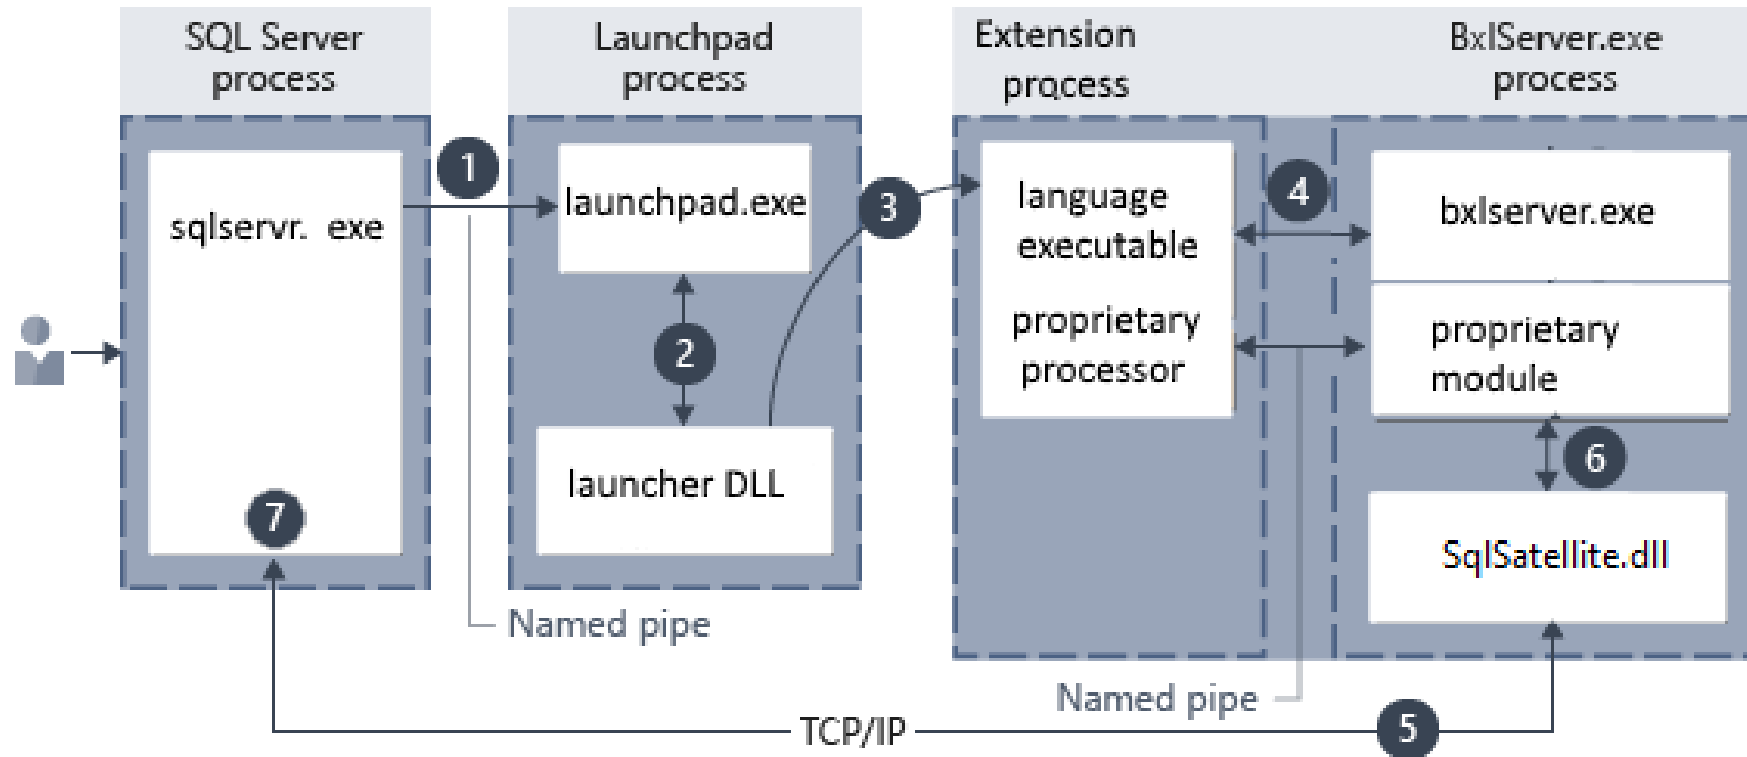 SQL Server
process
Launchpad
process
Extension
process
BxlServer.exe
process
1
launchpad.exe
sqlservr. exe
2
launcher DLL
3
language
executable
proprietary
processor
4
bxlserver.exe
proprietary
module
6
SqlSatellite.dll
7
Named pipe
Named pipe
TCP/IP
5